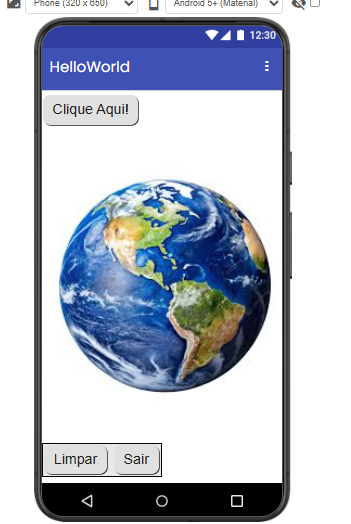 Phone (320 x 650) Android 5+ (Material)
12:30
HelloWorld
Clique Aqui!
Limpar Sair